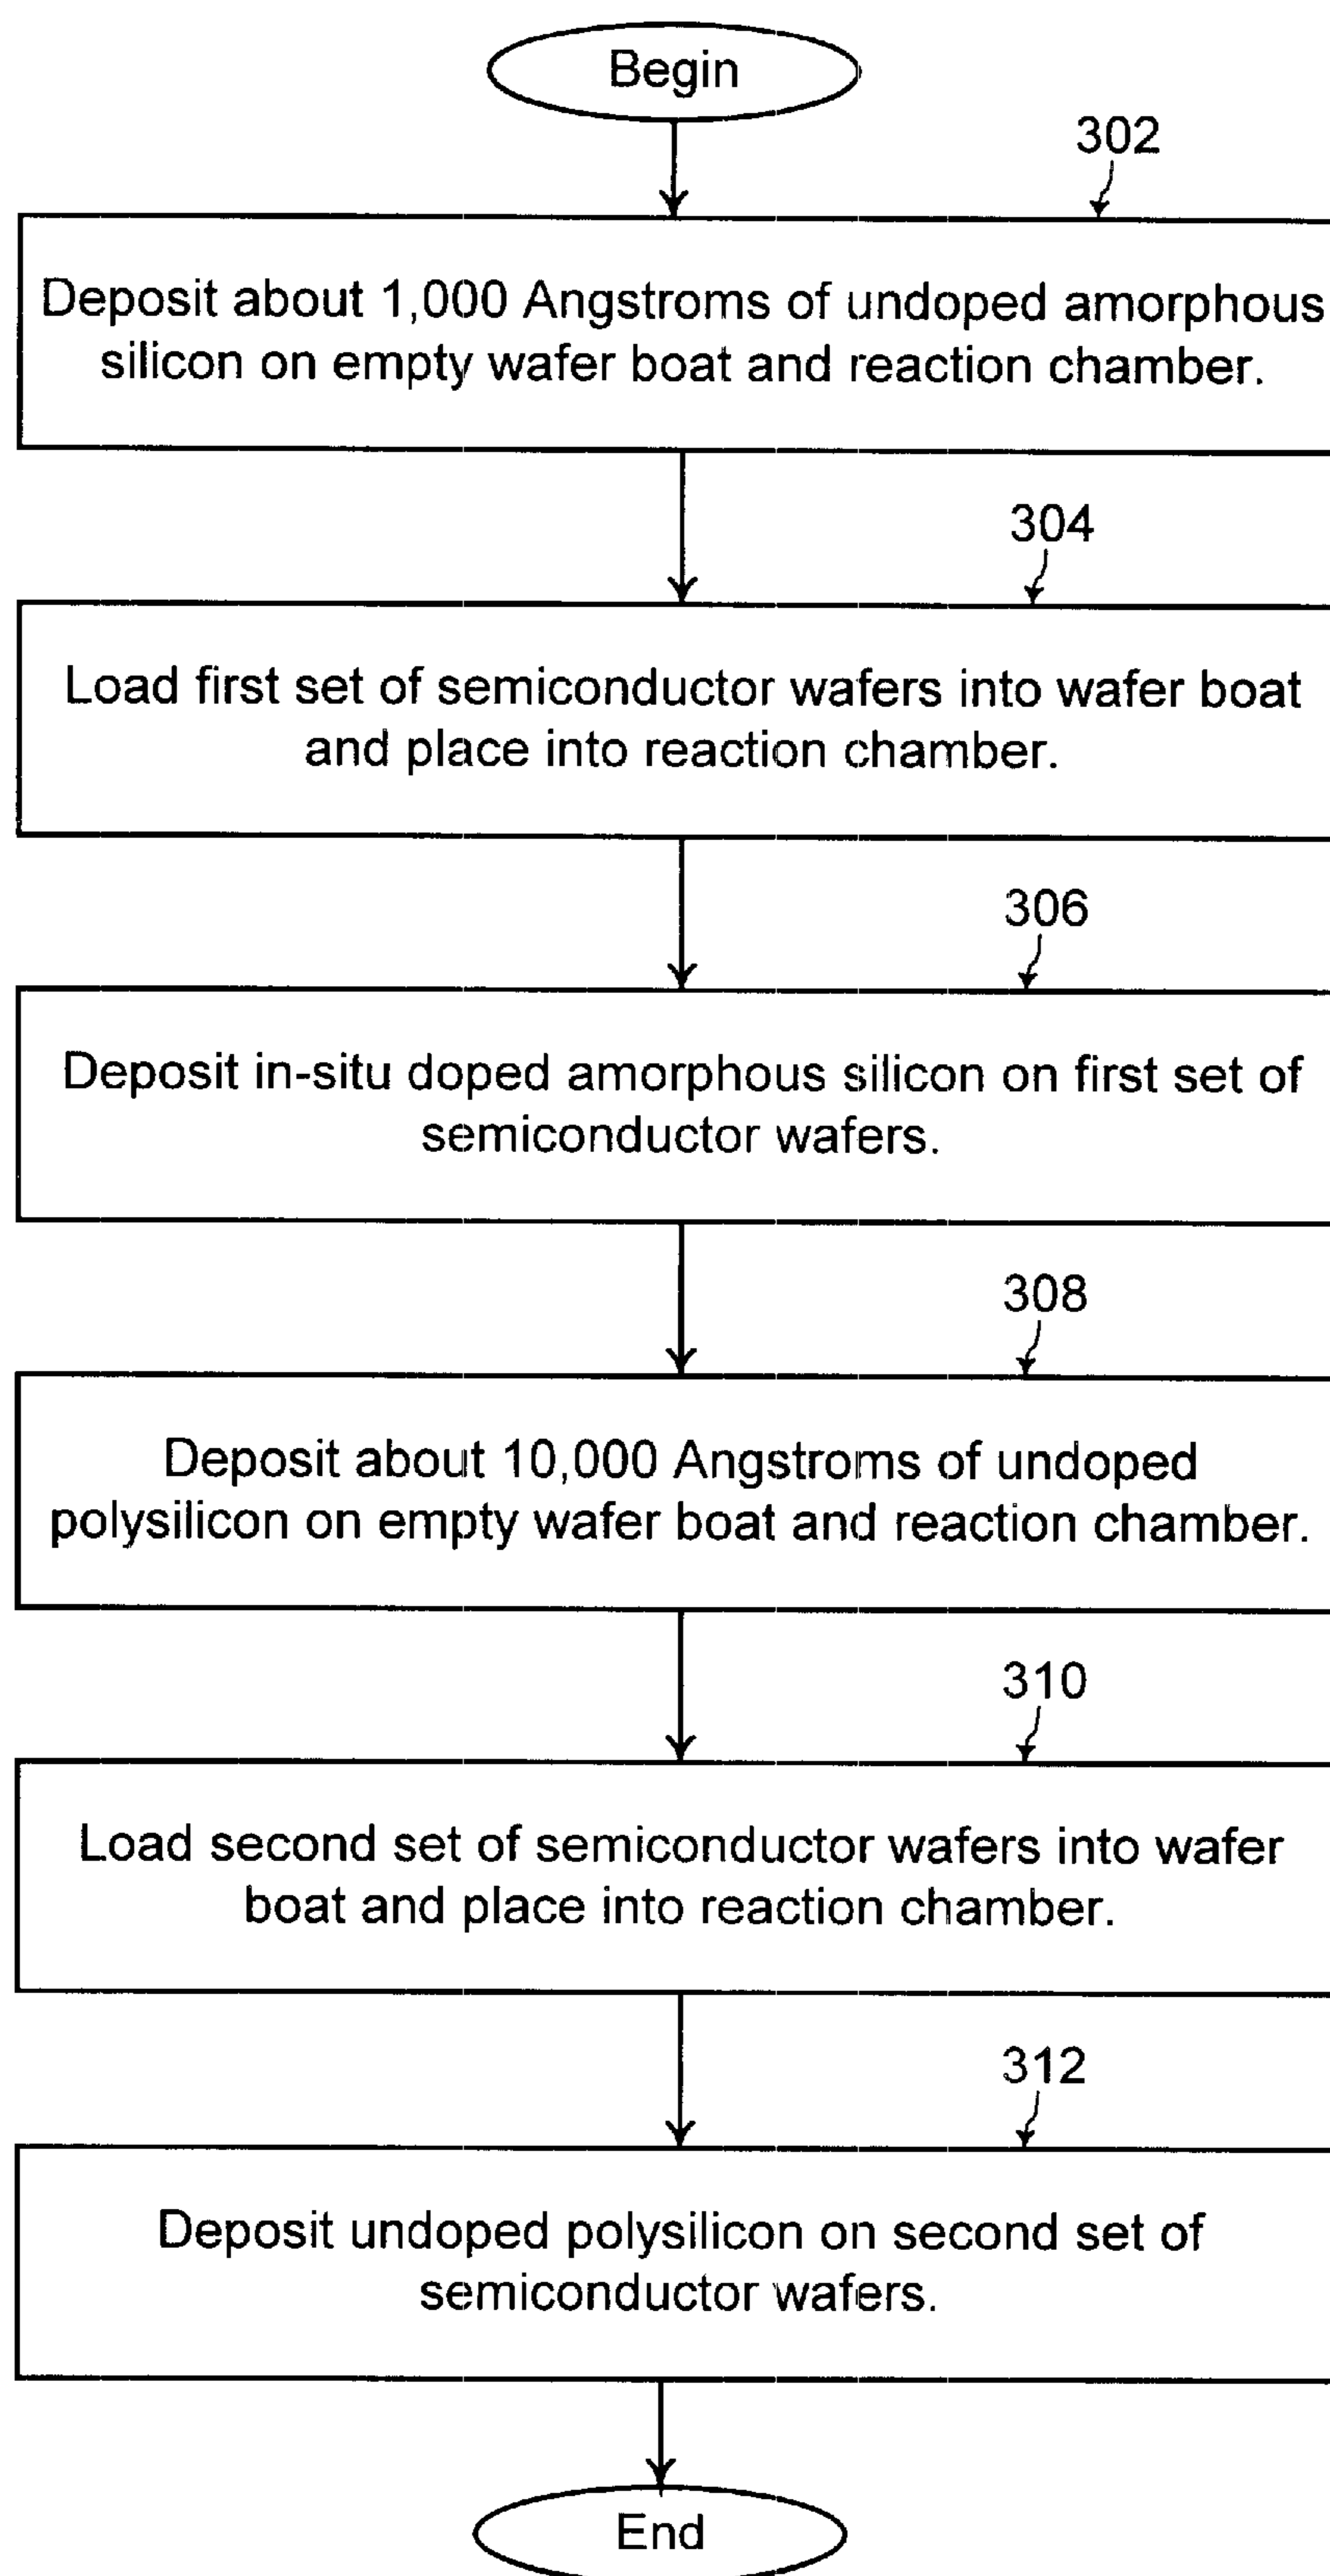 Begin
302
Deposit about 1,000 Angstroms of undoped amorphous
silicon on empty wafer boat and reaction chamber.
304
Load first set of semiconductor wafers into wafer boat
and place into reaction chamber.
306
Deposit in-situ doped amorphous silicon on first set of
semiconductor wafers.
308
Deposit about 10,000 Angstroms of undoped
polysilicon on empty wafer boat and reaction chamber.
310
Load second set of semiconductor wafers into wafer
boat and place into reaction chamber.
312
Deposit undoped polysilicon on second set of
semiconductor wafers.
End